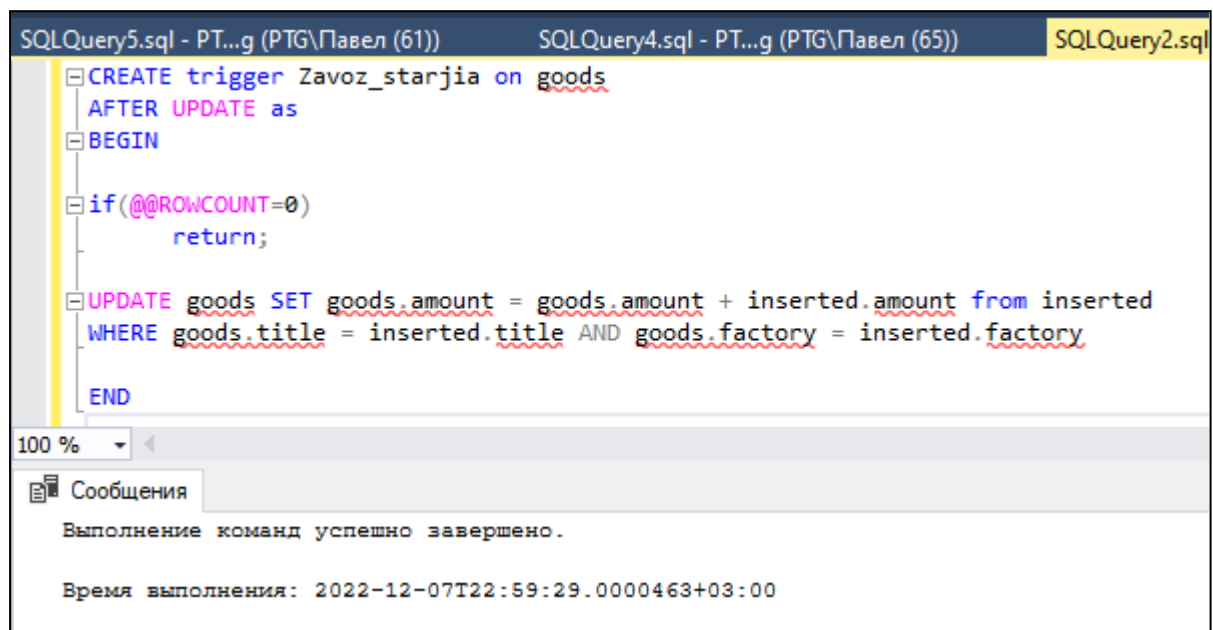 SQLQuery5.sql - PT...g (PTG\Павел (61)) SQLQuery4.sql - PT...g (PTG\Павел (65)) SQLQuery2.sql
CREATE trigger Zavoz_starjia on goods
AFTER UPDATE as
BEGIN
if(@@ROWCOUNT=0)
return;
UPDATE goods SET goods.amount = goods.amount + inserted.amount from inserted
WHERE goods.title = inserted.title AND goods.factory = inserted.factory
END
100 %
Сообщения
Выполнение команд успешно завершено.
Время выполнения: 2022-12-07T22:59:29.0000463+03:00